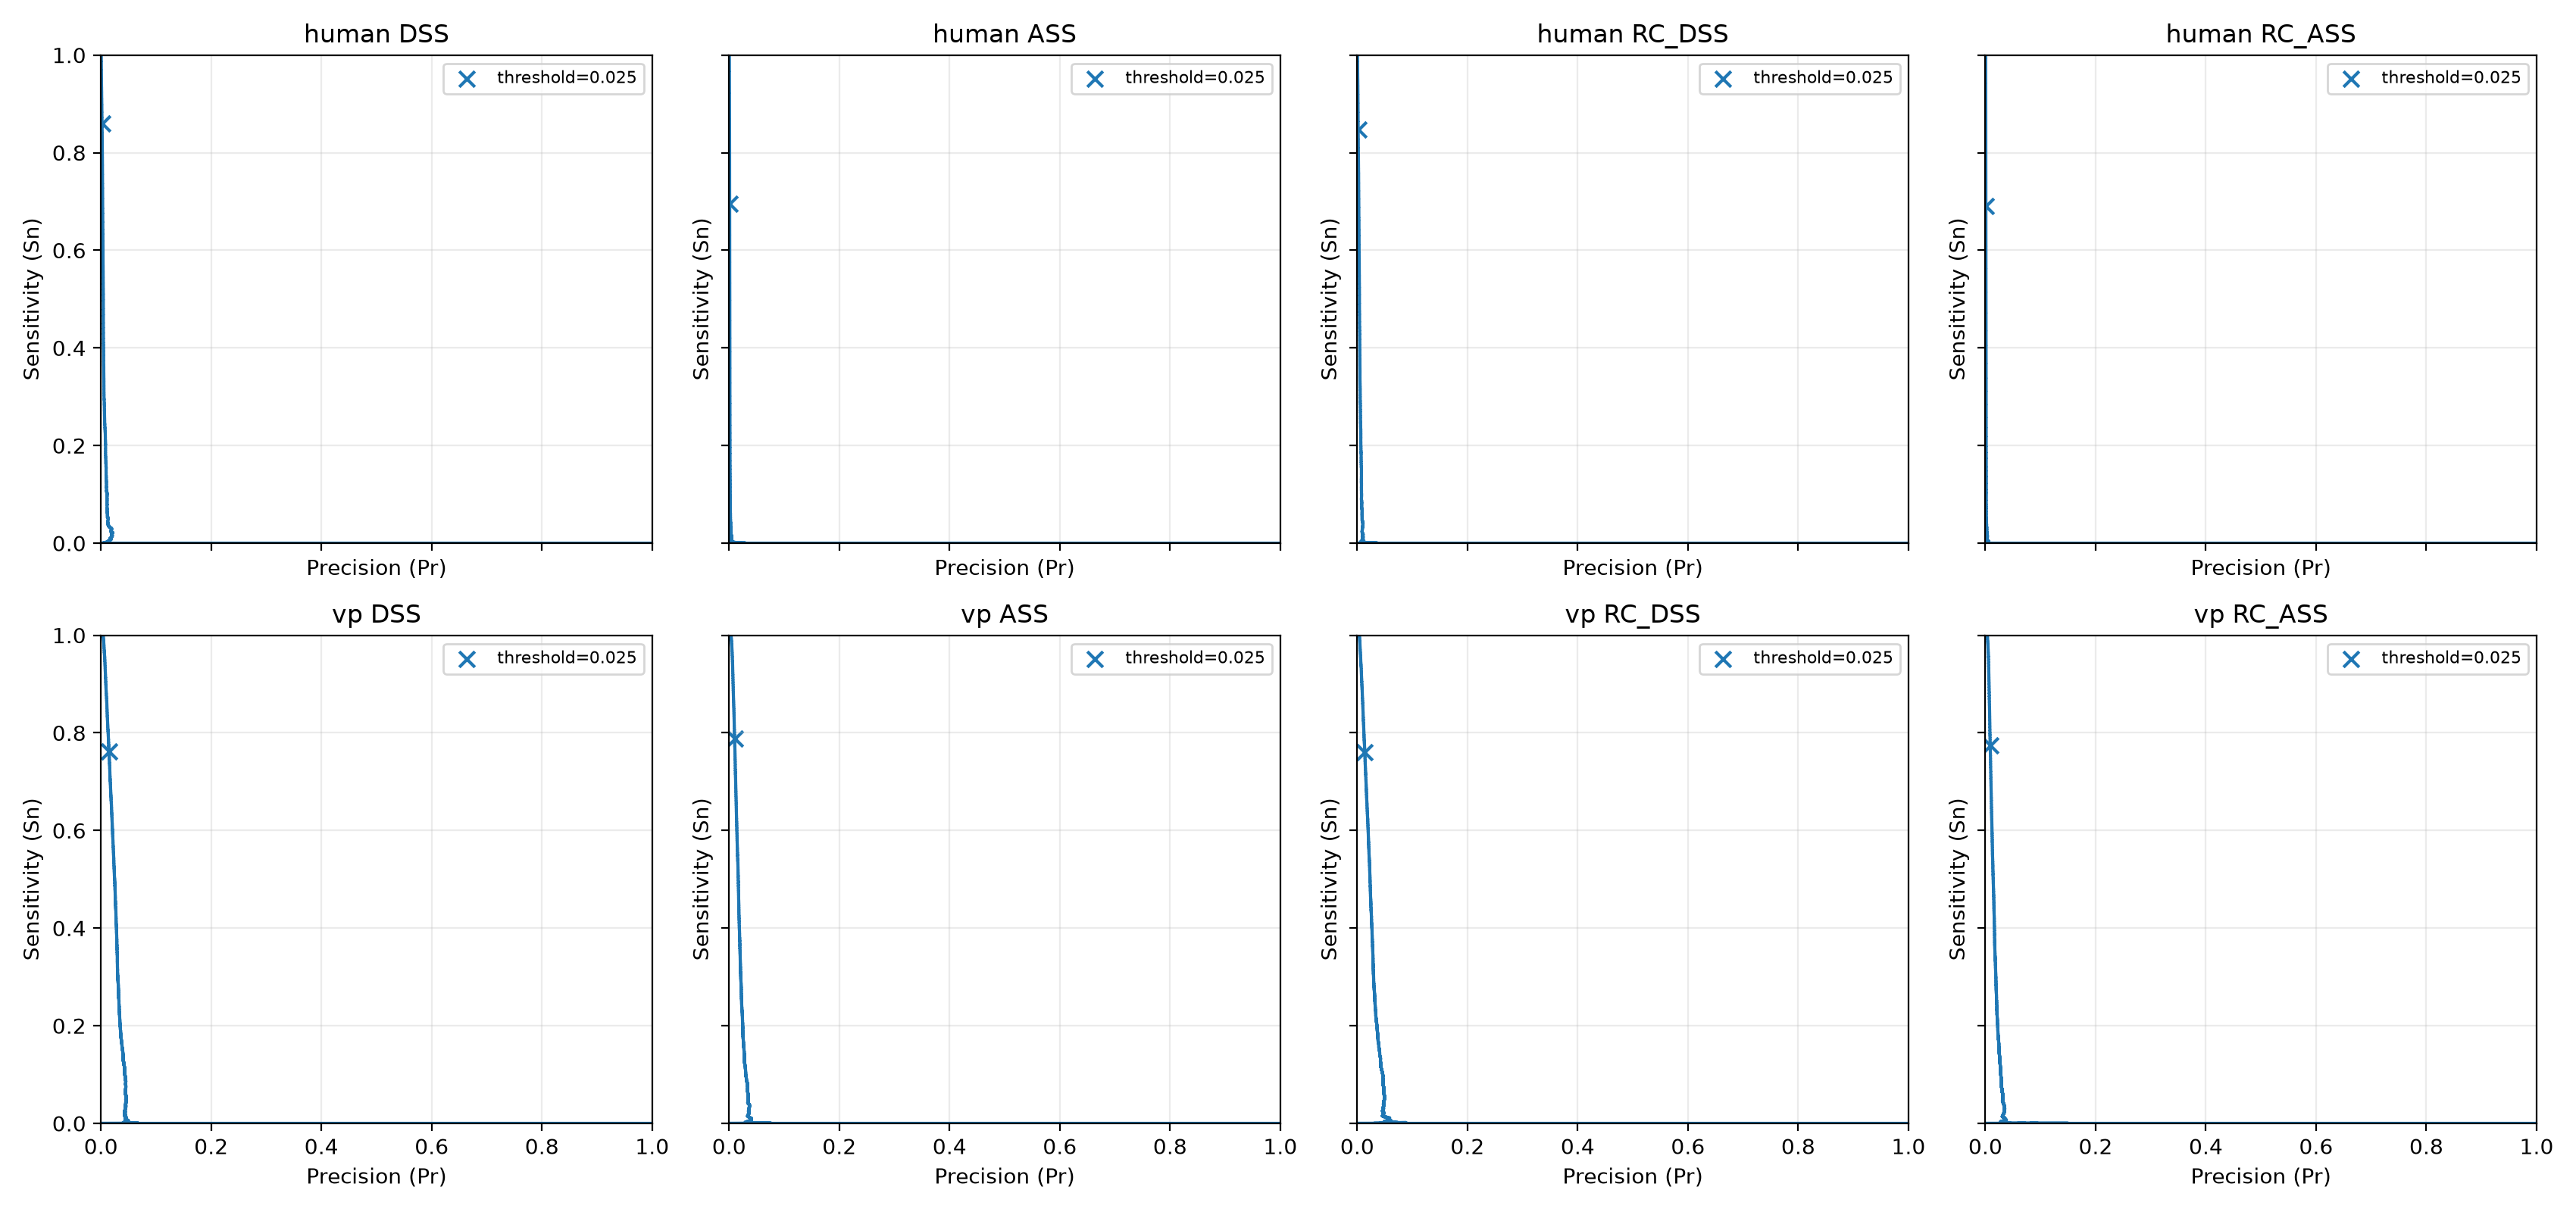 human DSS
human ASS
human RC_DSS
human RC_ASS
threshold=0.025
threshold=0.025
threshold=0.025
threshold=0.025
1.0
0.8
0.6
0.4
0.2
0.0
Sensitivity (Sn)
Sensitivity (Sn)
Sensitivity (Sn)
Sensitivity (Sn)
Precision (Pr)
Precision (Pr)
Precision (Pr)
Precision (Pr)
vp DSS
vp ASS
vp RC_DSS
vp RC_ASS
threshold=0.025
threshold=0.025
threshold=0.025
threshold=0.025
1.0
0.8
0.6
0.4
0.2
0.0
Sensitivity (Sn)
Sensitivity (Sn)
Sensitivity (Sn)
Sensitivity (Sn)
0.0 0.2 0.4 0.6 0.8 1.0
0.0 0.2 0.4 0.6 0.8 1.0
0.0 0.2 0.4 0.6 0.8 1.0
0.0 0.2 0.4 0.6 0.8 1.0
Precision (Pr)
Precision (Pr)
Precision (Pr)
Precision (Pr)